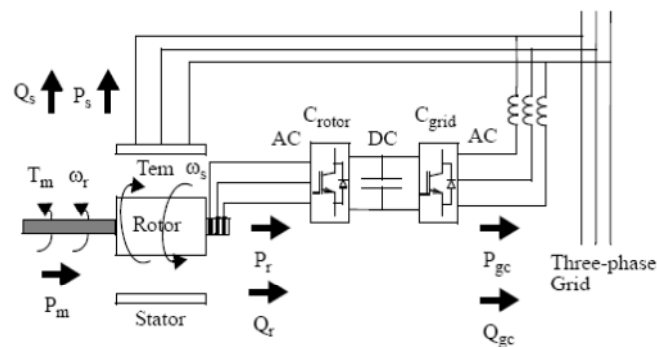 Qs Ps
Crotor Cgrid
AC DC AC
Tem ωs
Tm ωr
Rotor
Pm
Pr Pgc
Three-phase
Grid
Stator
Qr Qgc